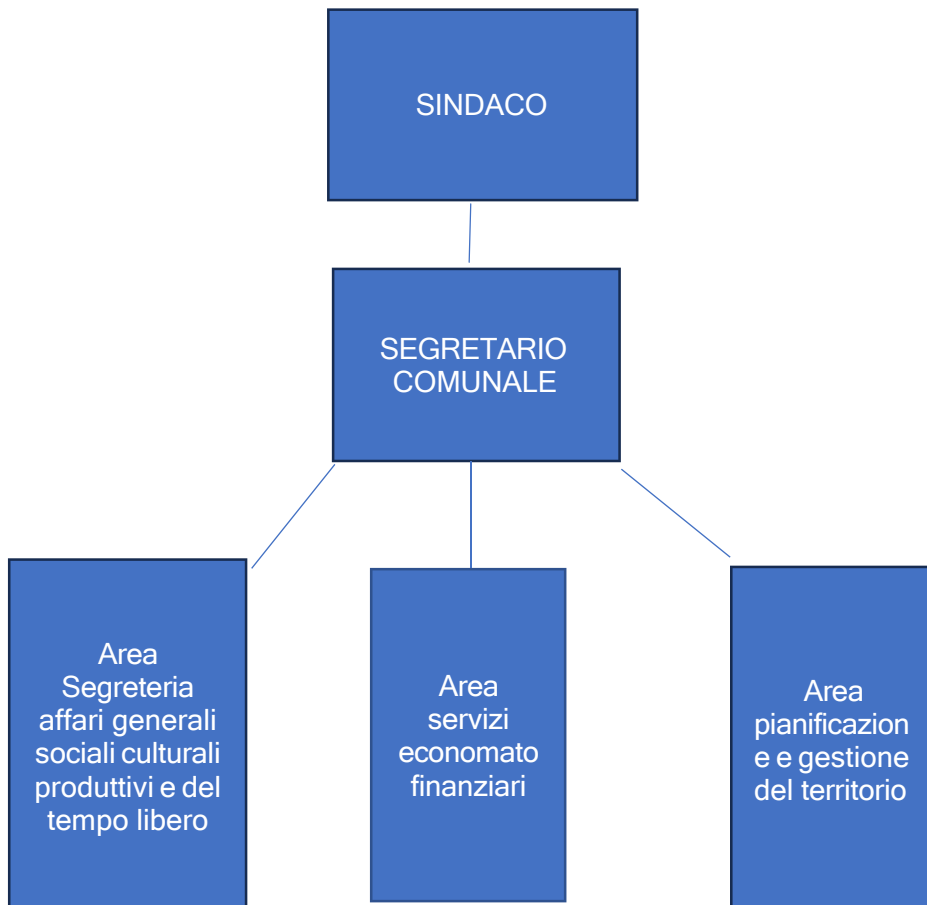 SINDACO
SEGRETARIO
COMUNALE
Area
Segreteria
affari generali
sociali culturali
produttivi e del
tempo libero
Area
servizi
economato
finanziari
Area
pianificazion
e e gestione
del territorio